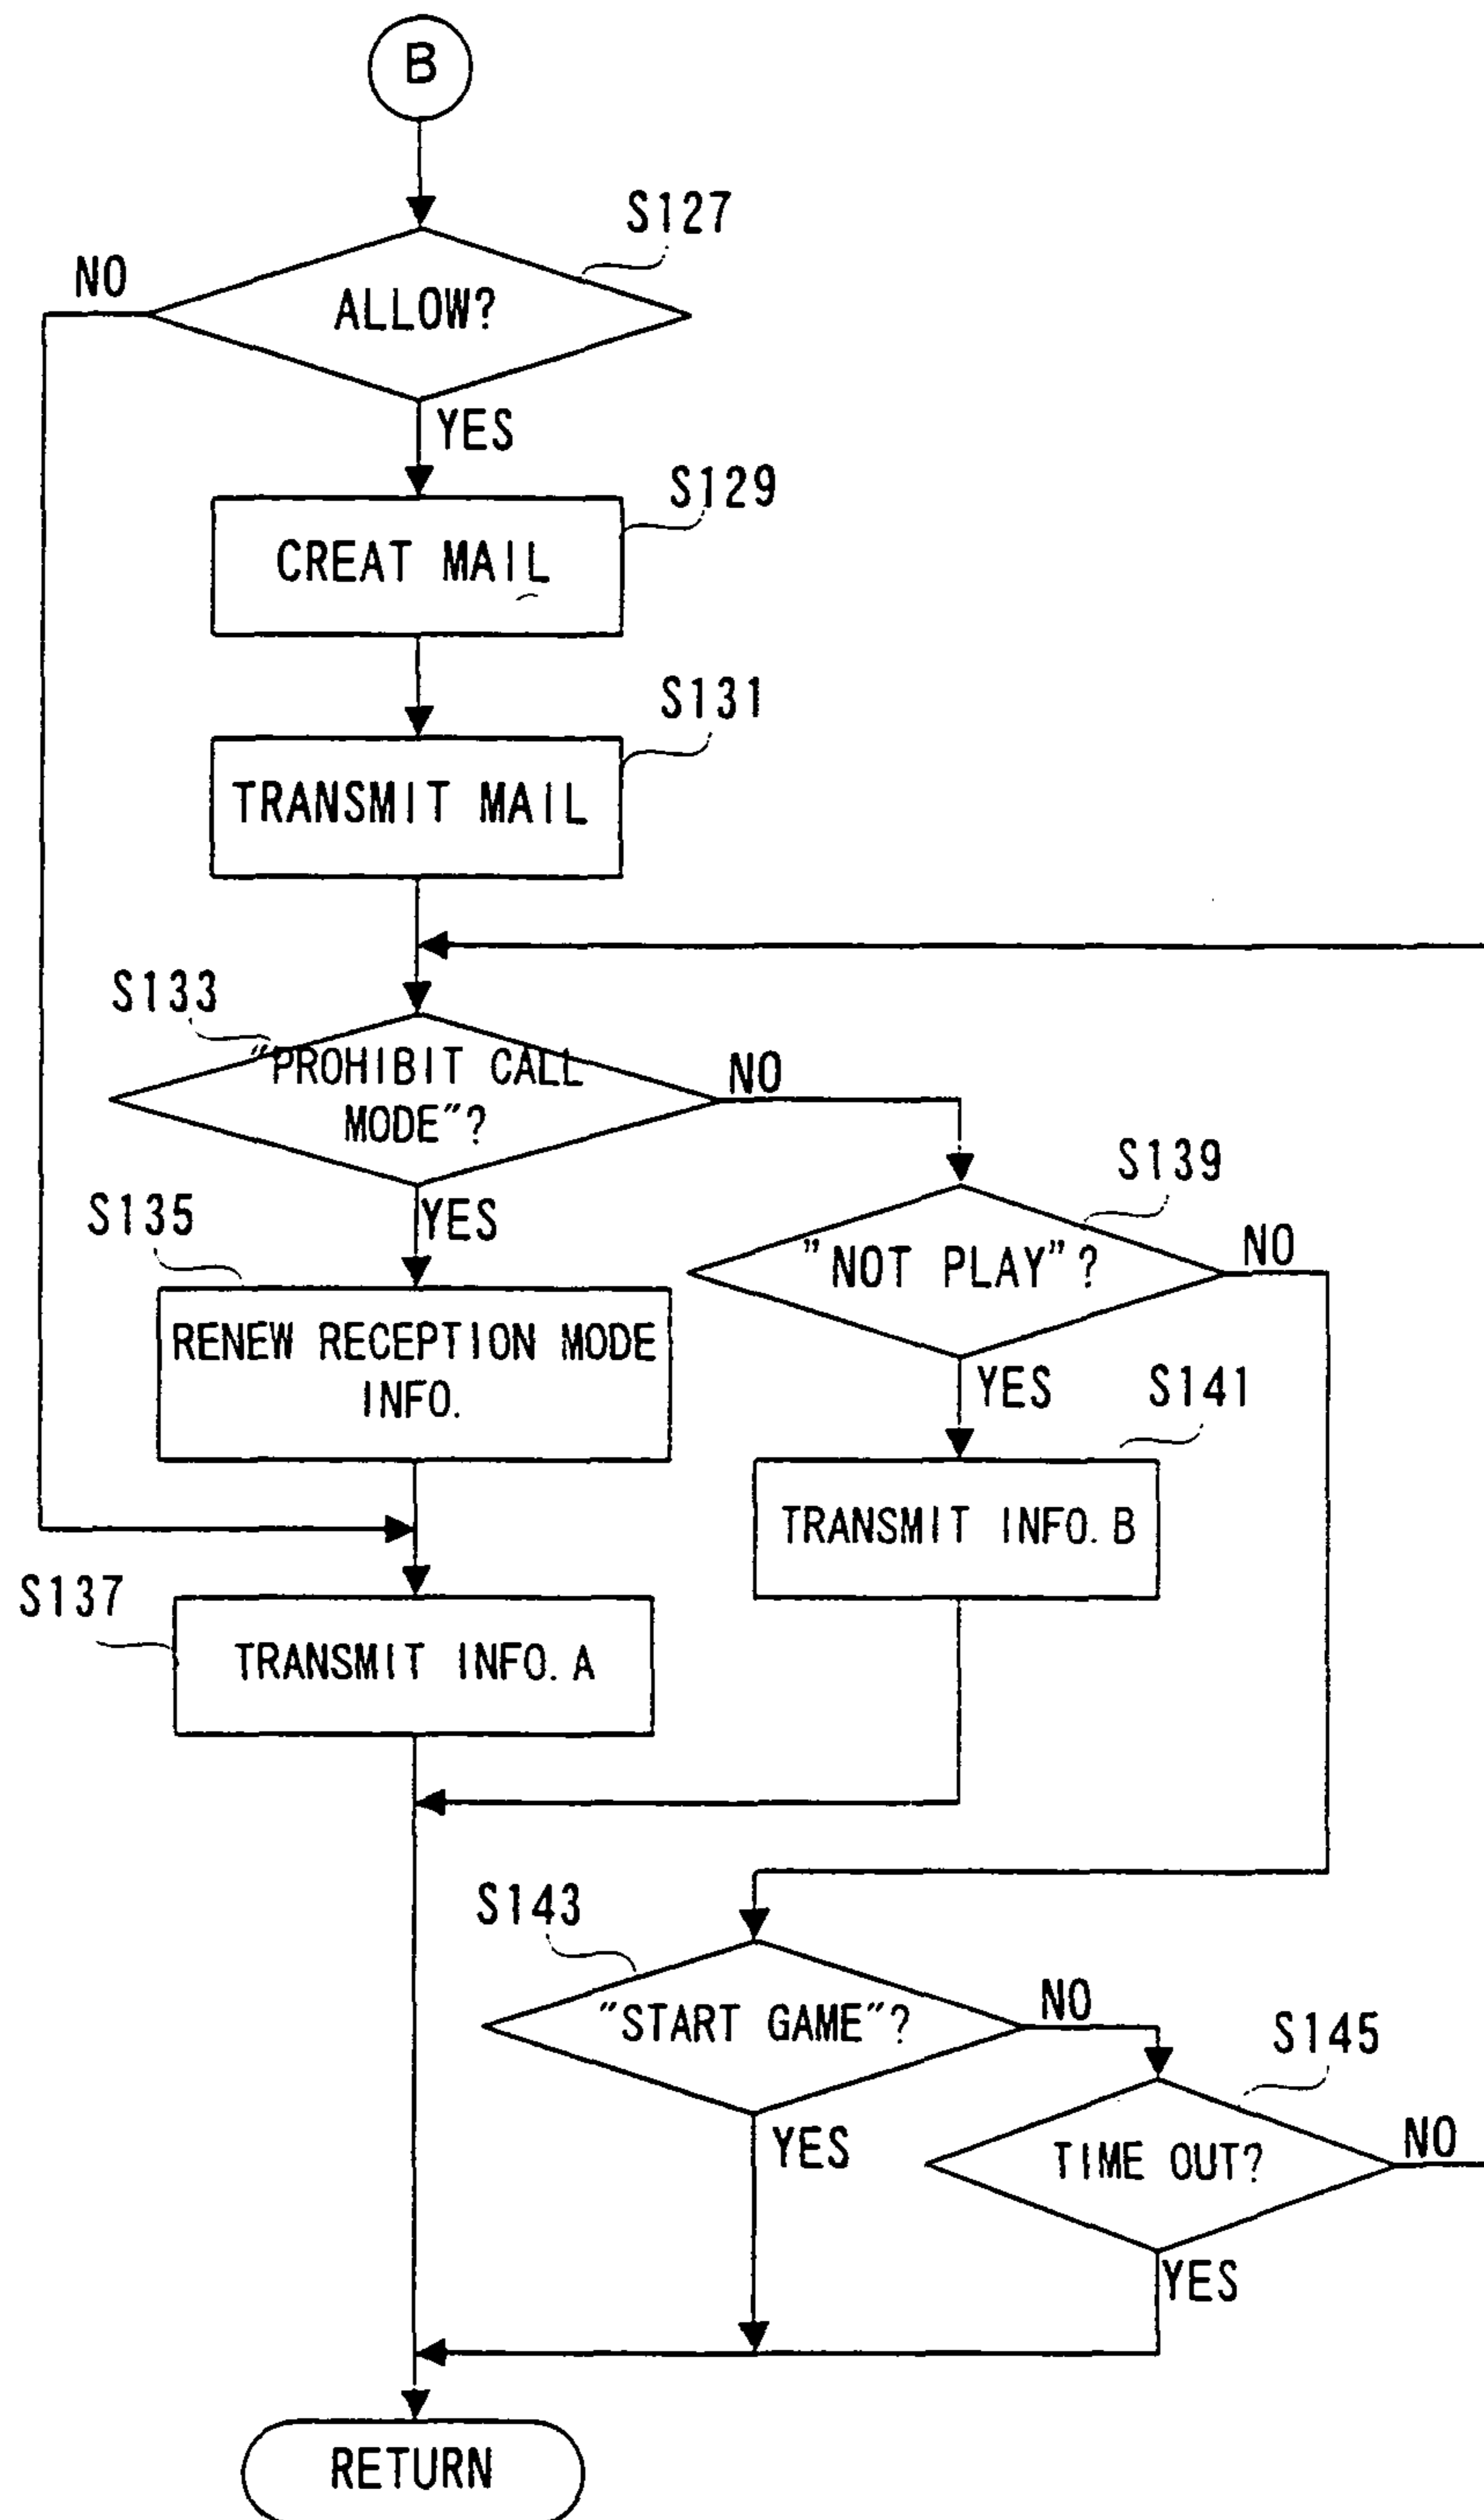 B
S127
NO
ALLOW?
YES
S129
CREAT MAIL
S131
TRANSMIT MAIL
S133
"PROHIBIT CALL
MODE"?
NO
S139
S135
YES
"NOT PLAY"?
NO
RENEW RECEPTION MODE
INFO.
YES
S141
TRANSMIT INFO. B
S137
TRANSMIT INFO. A
S143
"START GAME"?
NO
S145
YES
TIME OUT?
NO
YES
RETURN